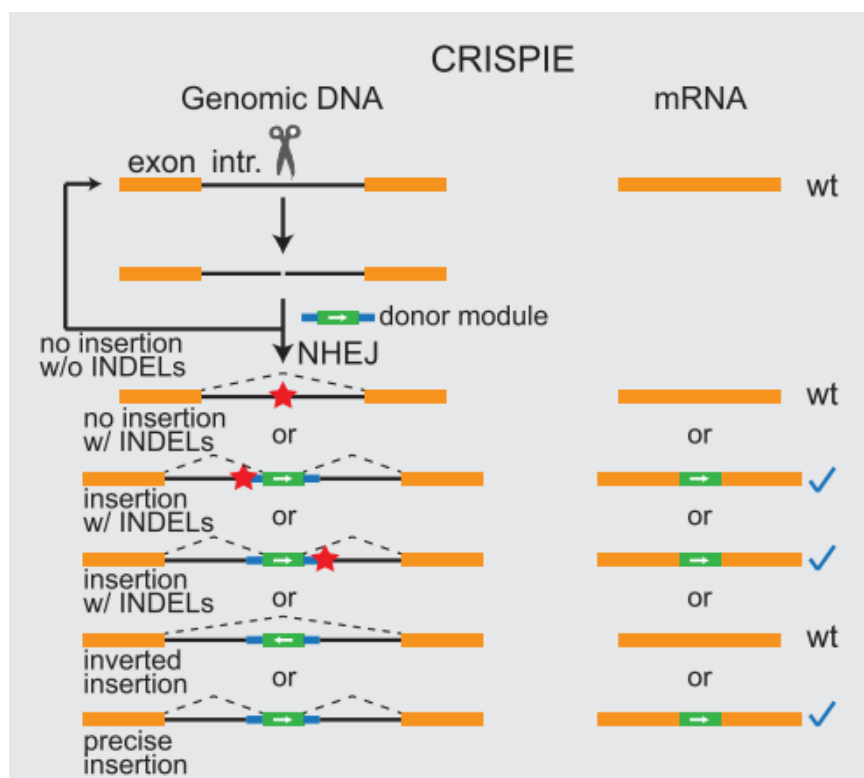 CRISPIE
Genomic DNA
mRNA
exon intr.
wt
donor module
NHEJ
no insertion
w/o INDELs
wt
no insertion
w/ INDELs
or
or
insertion
w/ INDELs
or
or
insertion
w/ INDELs
or
or
wt
inverted
insertion
or
or
precise
insertion